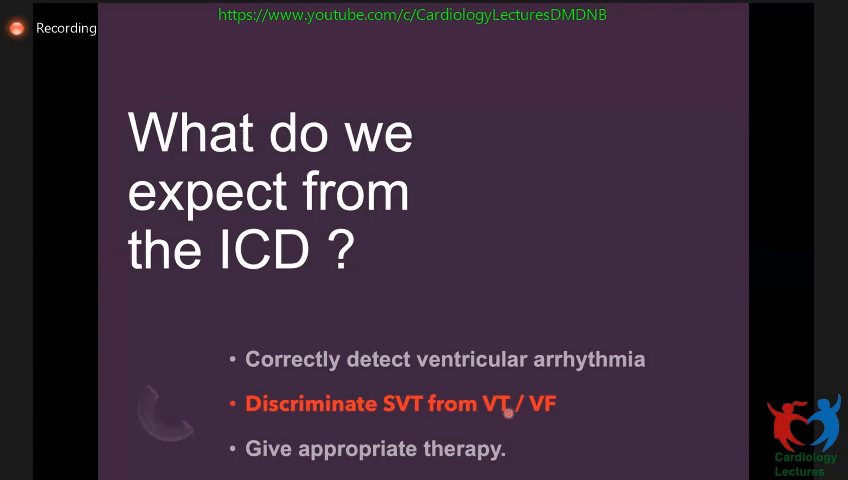 https://www.youtube.com/c/CardiologyLecturesDMDNB
Recording
What do we
expect from
the ICD ?
• Correctly detect ventricular arrhythmia
• Discriminate SVT from VT / VF
• Give appropriate therapy.
Cardiology
Lectures